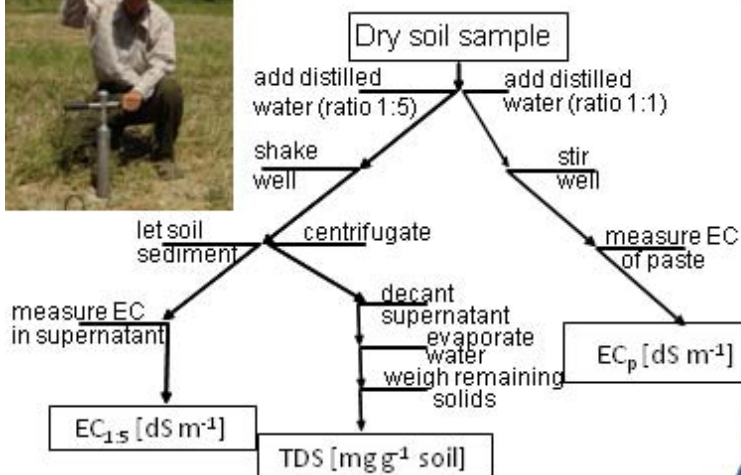 Dry soil sample
add distilled
water (ratio 1:5)
add distilled
water (ratio 1:1)
shake
well
stir
well
let soil
sediment
centrifugate
measure EC
of paste
measure EC
in supernatant
decant
supernatant
evaporate
water
weigh remaining
solids
ECₚ [dS m⁻¹]
EC₁:₅ [dS m⁻¹]
TDS [mg g⁻¹ soil]